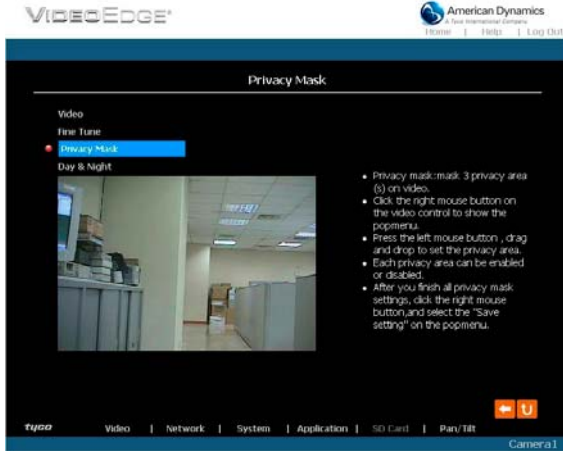 VIDEOEDGE®
American Dynamics
A Tyco International Company
Home | Help | Log Out
Privacy Mask
Video
Fine Tune
Privacy Mask
Day & Night
• Privacy mask:mask 3 privacy area
(s) on video.
• Click the right mouse button on
the video control to show the
popmenu.
• Press the left mouse button , drag
and drop to set the privacy area.
• Each privacy area can be enabled
or disabled.
• After you finish all privacy mask
settings, click the right mouse
button,and select the "Save
setting" on the popmenu.
tyco Video | Network | System | Application | SD Card | Pan/Tilt
Camera1